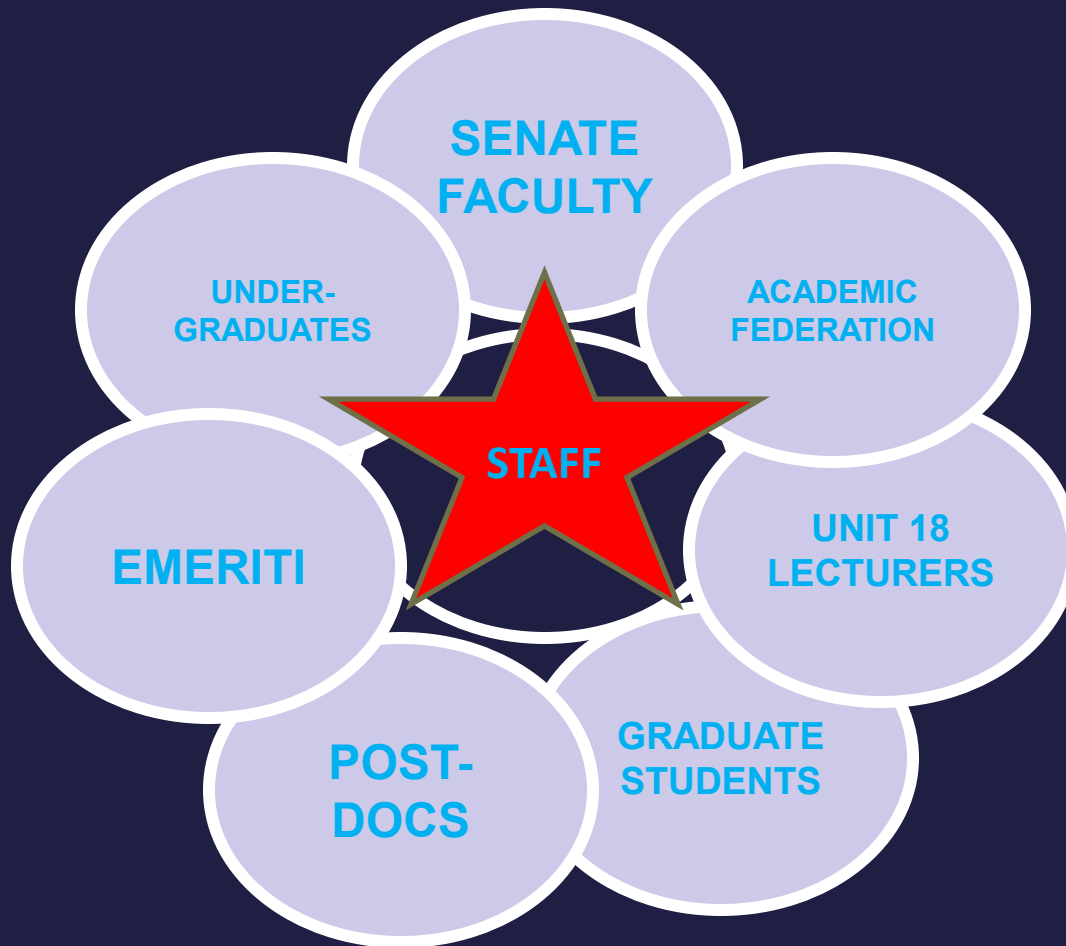 SENATE
FACULTY
UNDER-
GRADUATES
ACADEMIC
FEDERATION
STAFF
EMERITI
UNIT 18
LECTURERS
POST-
DOCS
GRADUATE
STUDENTS